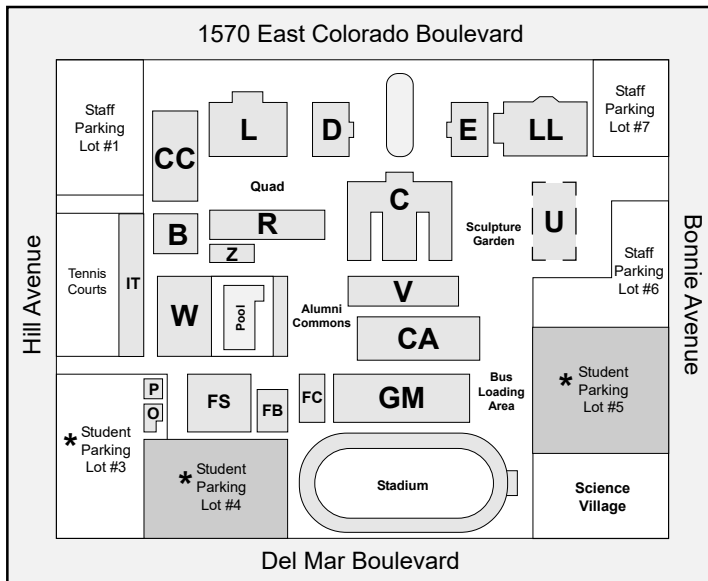 1570 East Colorado Boulevard
Staff
Parking
Lot #1
CC
L
D
E
LL
Staff
Parking
Lot #7
Quad
C
B
R
Z
Sculpture
Garden
U
Hill Avenue
Bonnie Avenue
Tennis
Courts
IT
W
Pool
Alumni
Commons
V
CA
Staff
Parking
Lot #6
P
O
FS
FB
FC
GM
Bus
Loading
Area
* Student
Parking
Lot #5
* Student
Parking
Lot #3
* Student
Parking
Lot #4
Stadium
Science
Village
Del Mar Boulevard